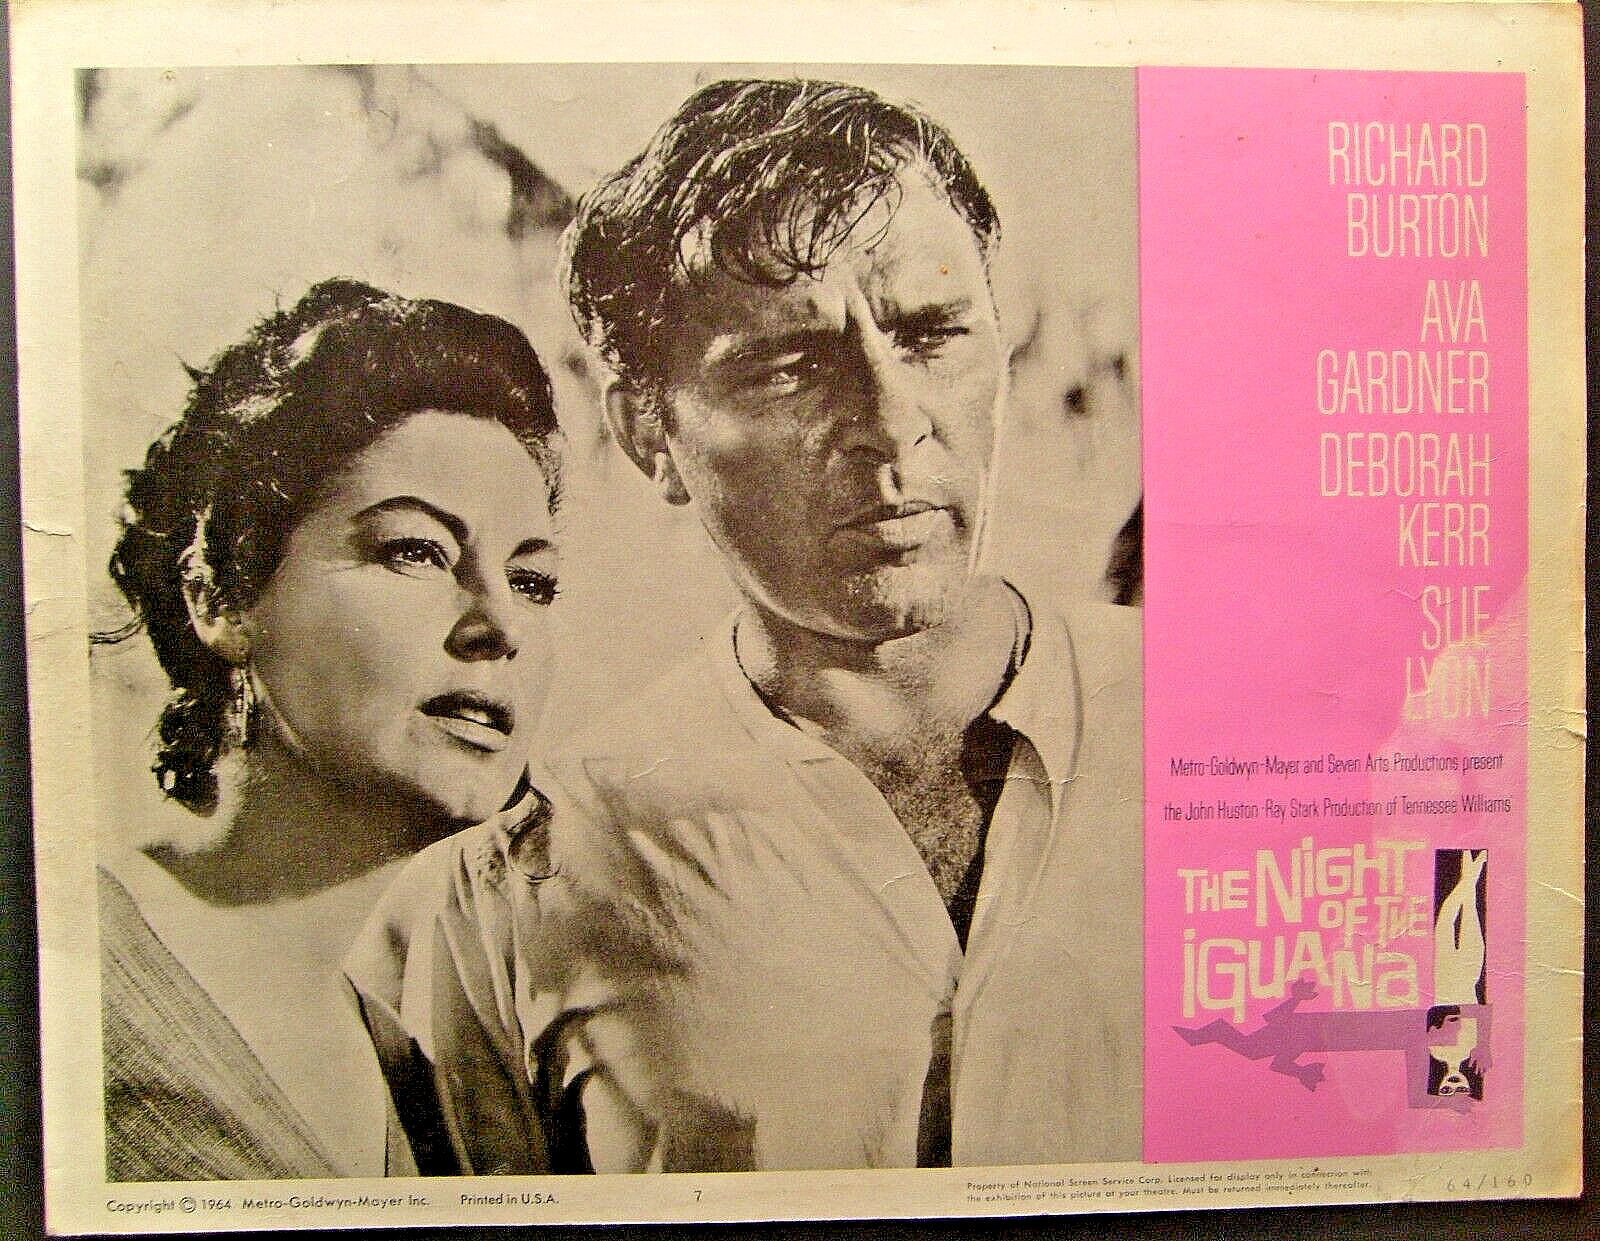 RICHARD
BURTON
AVA
GARDNER
DEBORAH
KERR
SUE
LYON
Metro-Goldwyn-Mayer and Seven Arts Productions present
the John Huston-Ray Stark Production of Tennessee Williams'
THE NiGHT
OF THE
iGUANa
Copyright © 1964 Metro-Goldwyn-Mayer Inc. Printed in U.S.A. 7
Property of National Screen Service Corp. Licensed for display only in connection with
the exhibition of this picture at your theatre. Must be returned immediately thereafter.
64/160